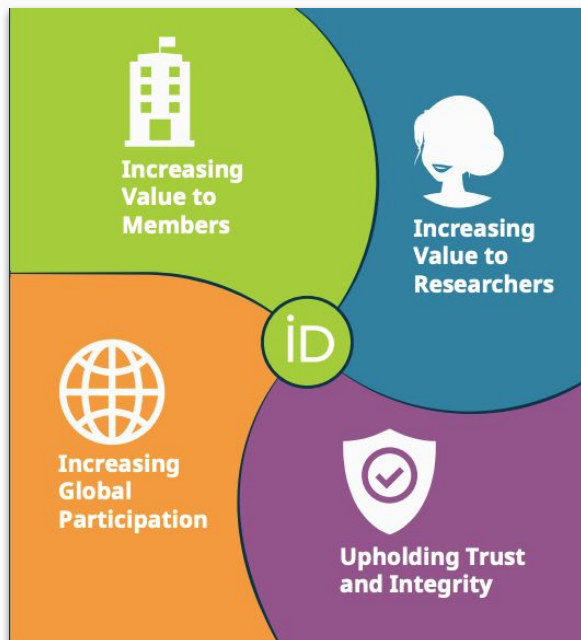 Increasing
Value to
Members
Increasing
Value to
Researchers
iD
Increasing
Global
Participation
Upholding Trust
and Integrity